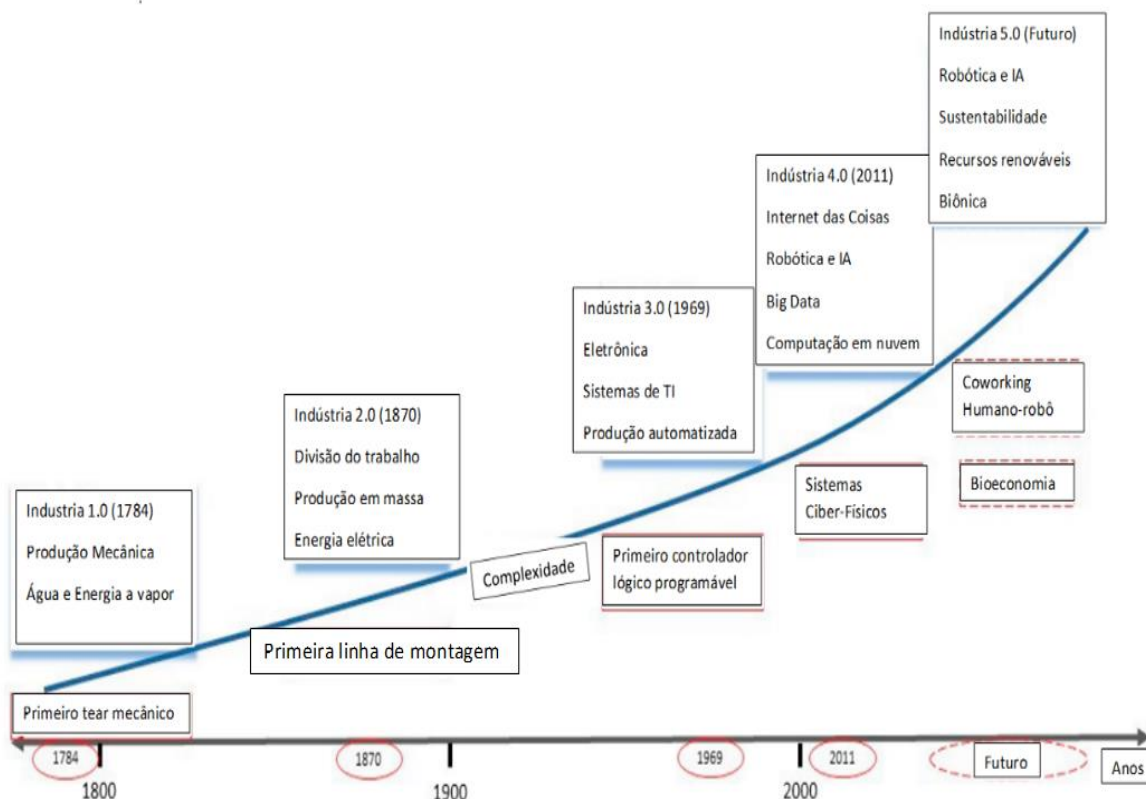 Indústria 5.0 (Futuro)
Robótica e IA
Sustentabilidade
Recursos renováveis
Biônica
Indústria 4.0 (2011)
Internet das Coisas
Robótica e IA
Big Data
Computação em nuvem
Indústria 3.0 (1969)
Eletrônica
Sistemas de TI
Produção automatizada
Indústria 2.0 (1870)
Divisão do trabalho
Produção em massa
Energia elétrica
Industria 1.0 (1784)
Produção Mecânica
Água e Energia a vapor
Coworking
Humano-robô
Bioeconomia
Sistemas
Ciber-Físicos
Complexidade
Primeiro controlador
lógico programável
Primeira linha de montagem
Primeiro tear mecânico
1784
1870
1969
2011
Futuro
Anos
1800
1900
2000